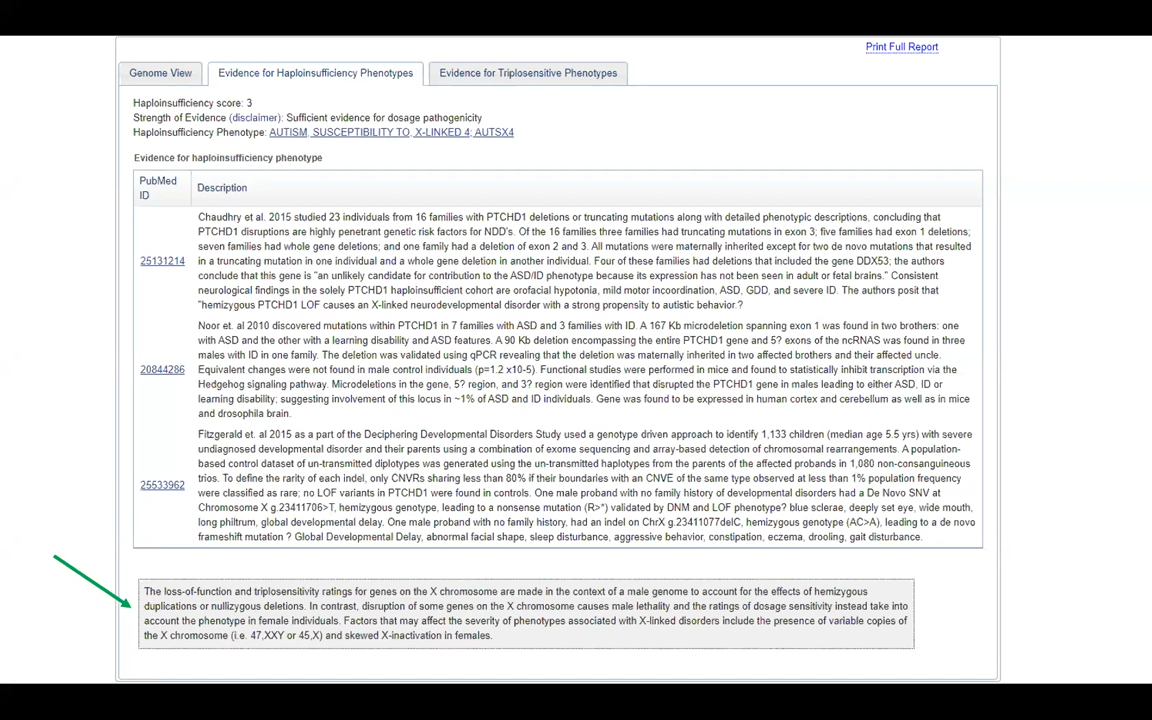 Print Full Report
Genome View
Evidence for Haploinsufficiency Phenotypes
Evidence for Triplosensitive Phenotypes
Haploinsufficiency score: 3
Strength of Evidence (disclaimer): Sufficient evidence for dosage pathogenicity
Haploinsufficiency Phenotype: AUTISM, SUSCEPTIBILITY TO, X-LINKED 4; AUTSX4
Evidence for haploinsufficiency phenotype
PubMed
ID
Description
25131214
Chaudhry et al. 2015 studied 23 individuals from 16 families with PTCHD1 deletions or truncating mutations along with detailed phenotypic descriptions, concluding that
PTCHD1 disruptions are highly penetrant genetic risk factors for NDD's. Of the 16 families three families had truncating mutations in exon 3; five families had exon 1 deletions;
seven families had whole gene deletions; and one family had a deletion of exon 2 and 3. All mutations were maternally inherited except for two de novo mutations that resulted
in a truncating mutation in one individual and a whole gene deletion in another individual. Four of these families had deletions that included the gene DDX53; the authors
conclude that this gene is "an unlikely candidate for contribution to the ASD/ID phenotype because its expression has not been seen in adult or fetal brains." Consistent
neurological findings in the solely PTCHD1 haploinsufficient cohort are orofacial hypotonia, mild motor incoordination, ASD, GDD, and severe ID. The authors posit that
"hemizygous PTCHD1 LOF causes an X-linked neurodevelopmental disorder with a strong propensity to autistic behavior.?
20844286
Noor et. al 2010 discovered mutations within PTCHD1 in 7 families with ASD and 3 families with ID. A 167 Kb microdeletion spanning exon 1 was found in two brothers: one
with ASD and the other with a learning disability and ASD features. A 90 Kb deletion encompassing the entire PTCHD1 gene and 5? exons of the ncRNAS was found in three
males with ID in one family. The deletion was validated using qPCR revealing that the deletion was maternally inherited in two affected brothers and their affected uncle.
Equivalent changes were not found in male control individuals (p=1.2 x10-5). Functional studies were performed in mice and found to statistically inhibit transcription via the
Hedgehog signaling pathway. Microdeletions in the gene, 5? region, and 3? region were identified that disrupted the PTCHD1 gene in males leading to either ASD, ID or
learning disability; suggesting involvement of this locus in ~1% of ASD and ID individuals. Gene was found to be expressed in human cortex and cerebellum as well as in mice
and drosophila brain.
25533962
Fitzgerald et. al 2015 as a part of the Deciphering Developmental Disorders Study used a genotype driven approach to identify 1,133 children (median age 5.5 yrs) with severe
undiagnosed developmental disorder and their parents using a combination of exome sequencing and array-based detection of chromosomal rearrangements. A population-
based control dataset of un-transmitted diplotypes was generated using the un-transmitted haplotypes from the parents of the affected probands in 1,080 non-consanguineous
trios. To define the rarity of each indel, only CNVRs sharing less than 80% if their boundaries with an CNVE of the same type observed at less than 1% population frequency
were classified as rare; no LOF variants in PTCHD1 were found in controls. One male proband with no family history of developmental disorders had a De Novo SNV at
Chromosome X g.23411706>T, hemizygous genotype, leading to a nonsense mutation (R>*) validated by DNM and LOF phenotype? blue sclerae, deeply set eye, wide mouth,
long philtrum, global developmental delay. One male proband with no family history, had an indel on ChrX g.23411077delC, hemizygous genotype (AC>A), leading to a de novo
frameshift mutation ? Global Developmental Delay, abnormal facial shape, sleep disturbance, aggressive behavior, constipation, eczema, drooling, gait disturbance.
The loss-of-function and triplosensitivity ratings for genes on the X chromosome are made in the context of a male genome to account for the effects of hemizygous
duplications or nullizygous deletions. In contrast, disruption of some genes on the X chromosome causes male lethality and the ratings of dosage sensitivity instead take into
account the phenotype in female individuals. Factors that may affect the severity of phenotypes associated with X-linked disorders include the presence of variable copies of
the X chromosome (i.e. 47,XXY or 45,X) and skewed X-inactivation in females.